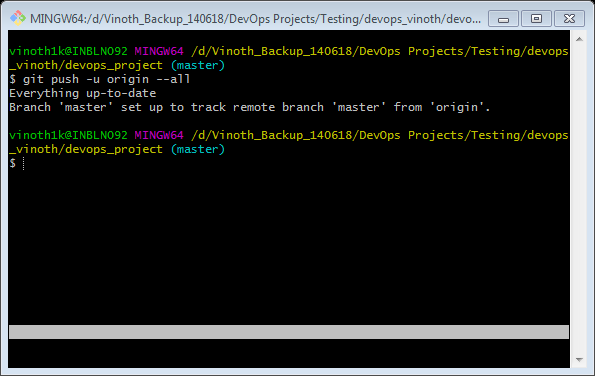 MINGW64:/d/Vinoth_Backup_140618/DevOps Projects/Testing/devops_vinoth/devo...
vinoth1k@INBLNO92 MINGW64 /d/Vinoth_Backup_140618/DevOps Projects/Testing/devops
_vinoth/devops_project (master)
$ git push -u origin --all
Everything up-to-date
Branch 'master' set up to track remote branch 'master' from 'origin'.
vinoth1k@INBLNO92 MINGW64 /d/Vinoth_Backup_140618/DevOps Projects/Testing/devops
_vinoth/devops_project (master)
$